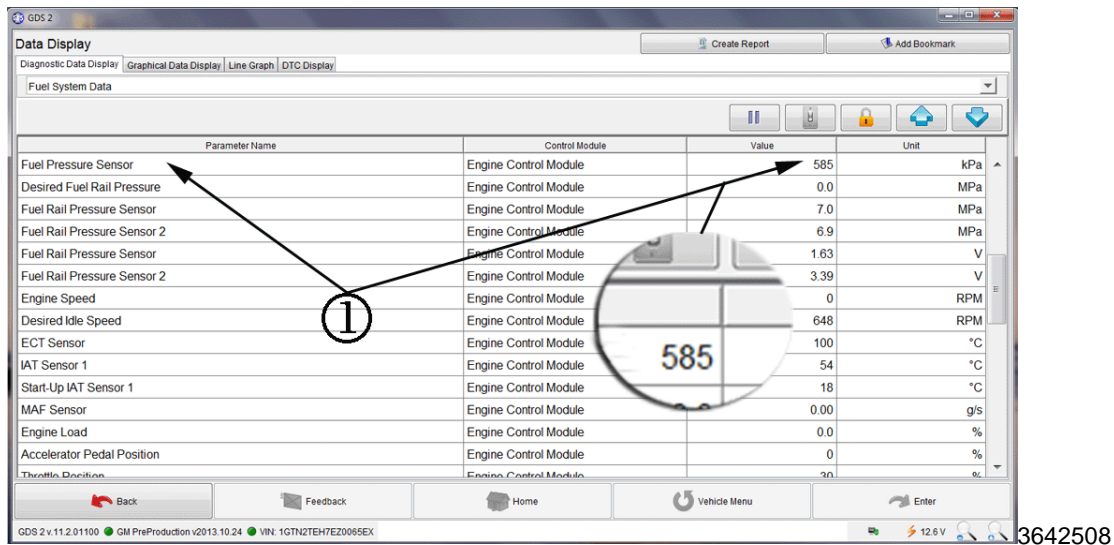 GDS 2
Data Display
Create Report
Add Bookmark
Diagnostic Data Display Graphical Data Display Line Graph DTC Display
Fuel System Data
Parameter Name Control Module Value Unit
Fuel Pressure Sensor Engine Control Module 585 kPa
Desired Fuel Rail Pressure Engine Control Module 0.0 MPa
Fuel Rail Pressure Sensor Engine Control Module 7.0 MPa
Fuel Rail Pressure Sensor 2 Engine Control Module 6.9 MPa
Fuel Rail Pressure Sensor Engine Control Module 1.63 V
Fuel Rail Pressure Sensor 2 Engine Control Module 3.39 V
Engine Speed Engine Control Module 0 RPM
Desired Idle Speed Engine Control Module 648 RPM
ECT Sensor Engine Control Module 100 °C
IAT Sensor 1 Engine Control Module 54 °C
Start-Up IAT Sensor 1 Engine Control Module 18 °C
MAF Sensor Engine Control Module 0.00 g/s
Engine Load Engine Control Module 0.0 %
Accelerator Pedal Position Engine Control Module 0 %
Throttle Position Engine Control Module 30 %
1
585
Back Feedback Home Vehicle Menu Enter
GDS 2 v.11.2.01100 GM PreProduction v2013.10.24 VIN: 1GTN2TEH7EZ0065EX 12.6 V
3642508